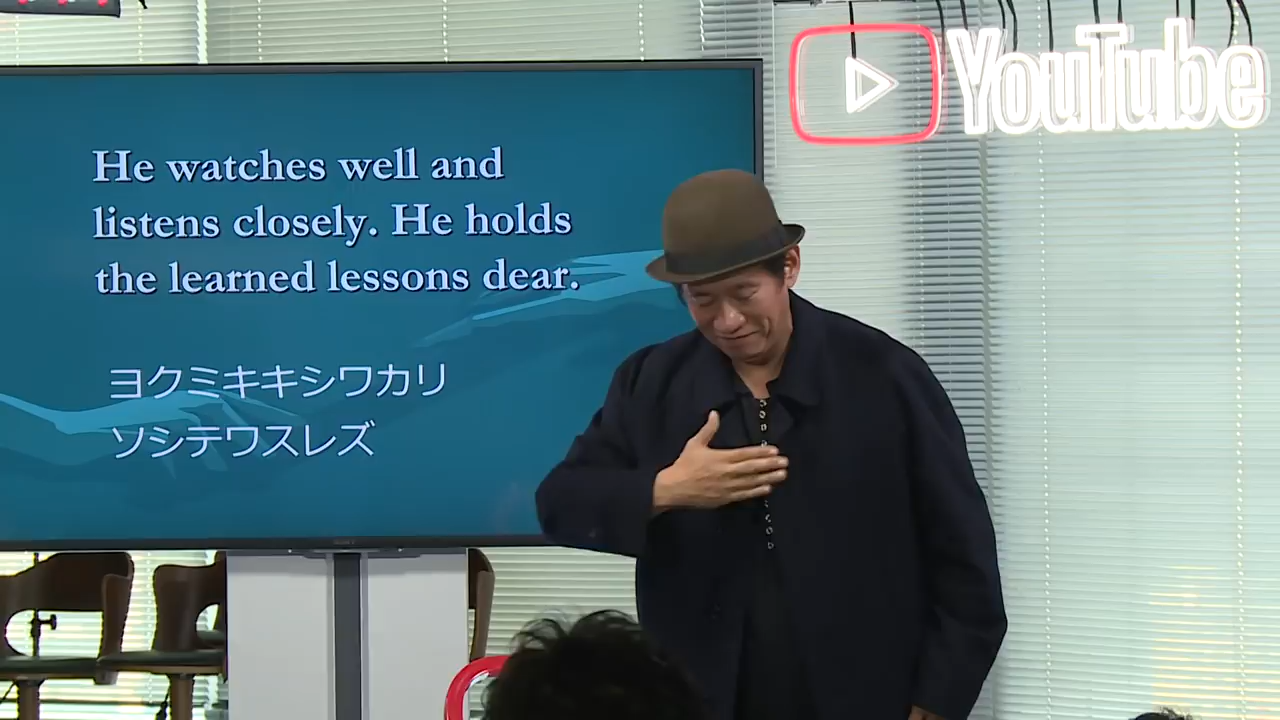 YouTube
He watches well and
listens closely. He holds
the learned lessons dear.
ヨクミキキシワカリ
ソシテワスレズ